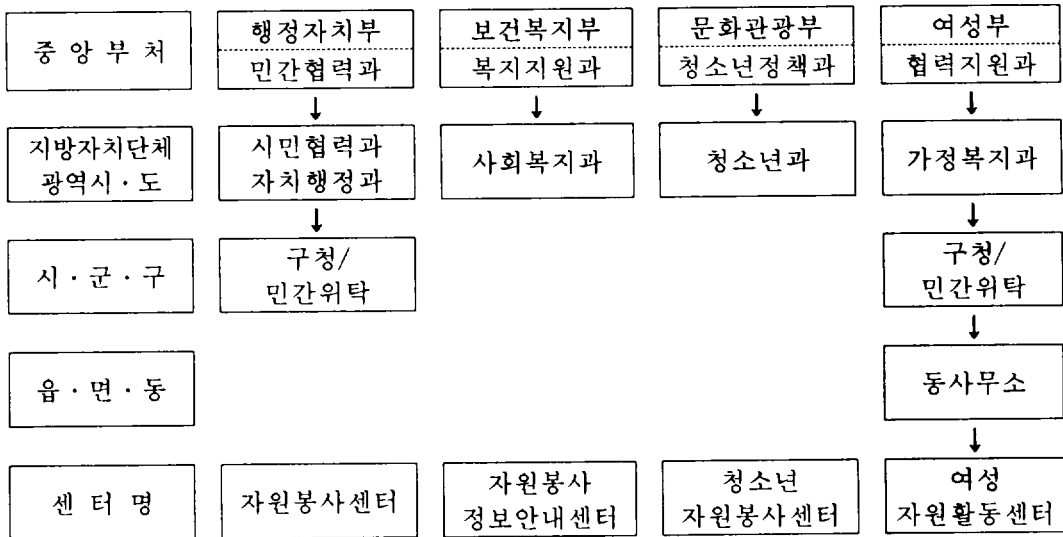 중 앙 부 처
행정자치부
민간협력과
보건복지부
복지지원과
문화관광부
청소년정책과
여성부
협력지원과
지방자치단체
광역시 · 도
시민협력과
자치행정과
사회복지과
청소년과
가정복지과
시 · 군 · 구
구청/
민간위탁
구청/
민간위탁
읍 · 면 · 동
동사무소
센 터 명
자원봉사센터
자원봉사
정보안내센터
청소년
자원봉사센터
여성
자원활동센터